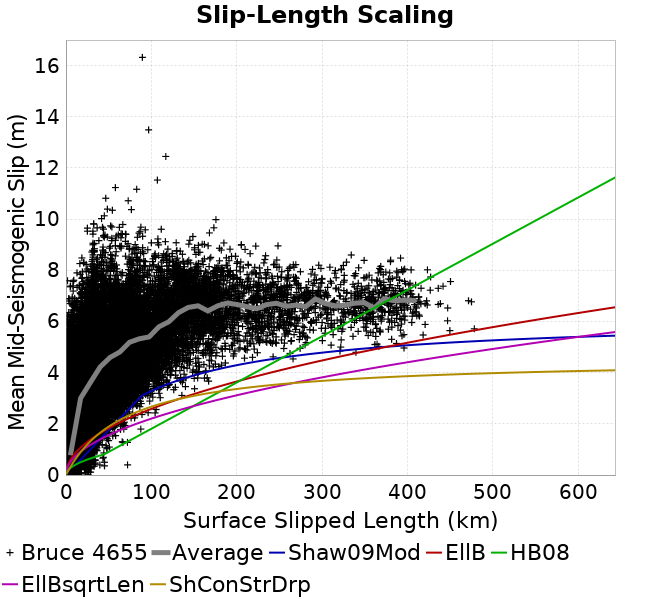 Slip-Length Scaling
Mean Mid-Seismogenic Slip (m)
16
14
12
10
8
6
4
2
0
0 100 200 300 400 500 600
Surface Slipped Length (km)
Bruce 4655 Average Shaw09Mod EllB HB08
EllBsqrtLen ShConStrDrp